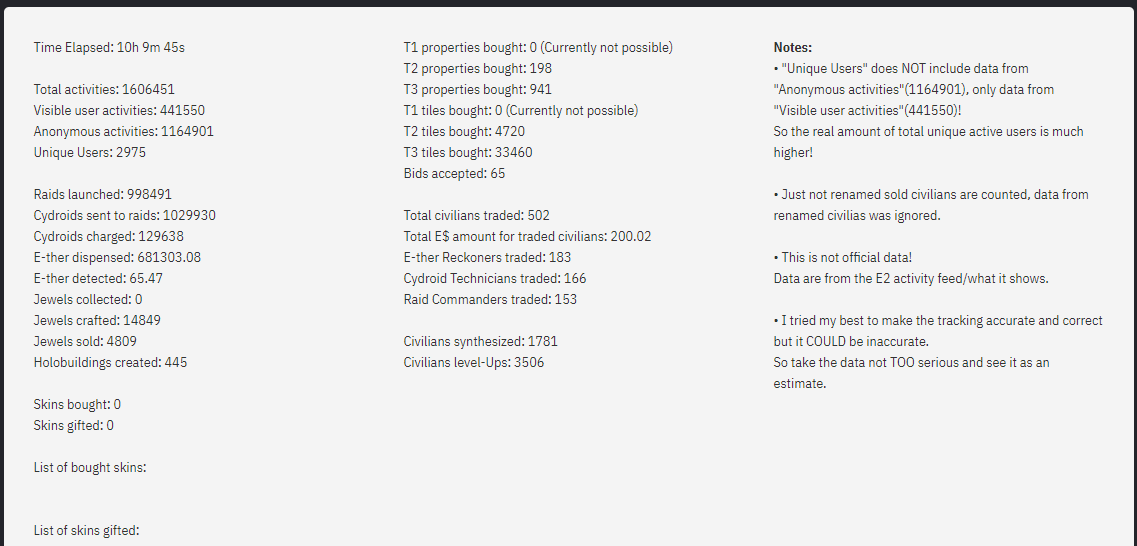 Time Elapsed: 10h 9m 45s
Total activities: 1606451
Visible user activities: 441550
Anonymous activities: 1164901
Unique Users: 2975
Raids launched: 998491
Cydroids sent to raids: 1029930
Cydroids charged: 129638
E-ther dispensed: 681303.08
E-ther detected: 65.47
Jewels collected: 0
Jewels crafted: 14849
Jewels sold: 4809
Holobuildings created: 445
Skins bought: 0
Skins gifted: 0
List of bought skins:
List of skins gifted:
T1 properties bought: 0 (Currently not possible)
T2 properties bought: 198
T3 properties bought: 941
T1 tiles bought: 0 (Currently not possible)
T2 tiles bought: 4720
T3 tiles bought: 33460
Bids accepted: 65
Total civilians traded: 502
Total E$ amount for traded civilians: 200.02
E-ther Reckoners traded: 183
Cydroid Technicians traded: 166
Raid Commanders traded: 153
Civilians synthesized: 1781
Civilians level-Ups: 3506
Notes:
• "Unique Users" does NOT include data from
"Anonymous activities"(1164901), only data from
"Visible user activities"(441550)!
So the real amount of total unique active users is much
higher!
• Just not renamed sold civilians are counted, data from
renamed civilias was ignored.
• This is not official data!
Data are from the E2 activity feed/what it shows.
• I tried my best to make the tracking accurate and correct
but it COULD be inaccurate.
So take the data not TOO serious and see it as an
estimate.